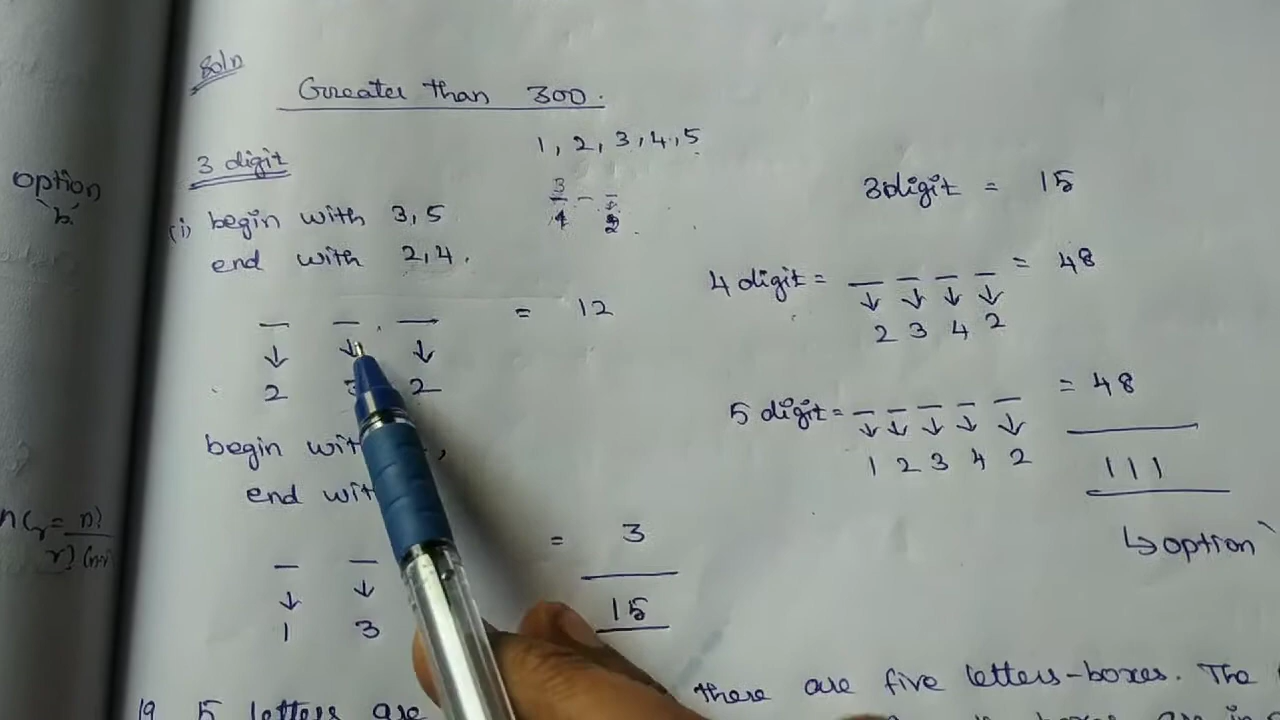 Soln
Greater than 300.
1, 2, 3, 4, 5
3 digit
option
'b'
(i) begin with 3, 5
end with 2, 4.
3
4 2.
= 12
2 2
begin wit ,
end wit
= 3
1 3
15
3digit = 15
4 digit = = 48
2 3 4 2
5 digit = = 48
1 2 3 4 2
111
↳ option
19 5 letters are
there are five letters-boxes. The